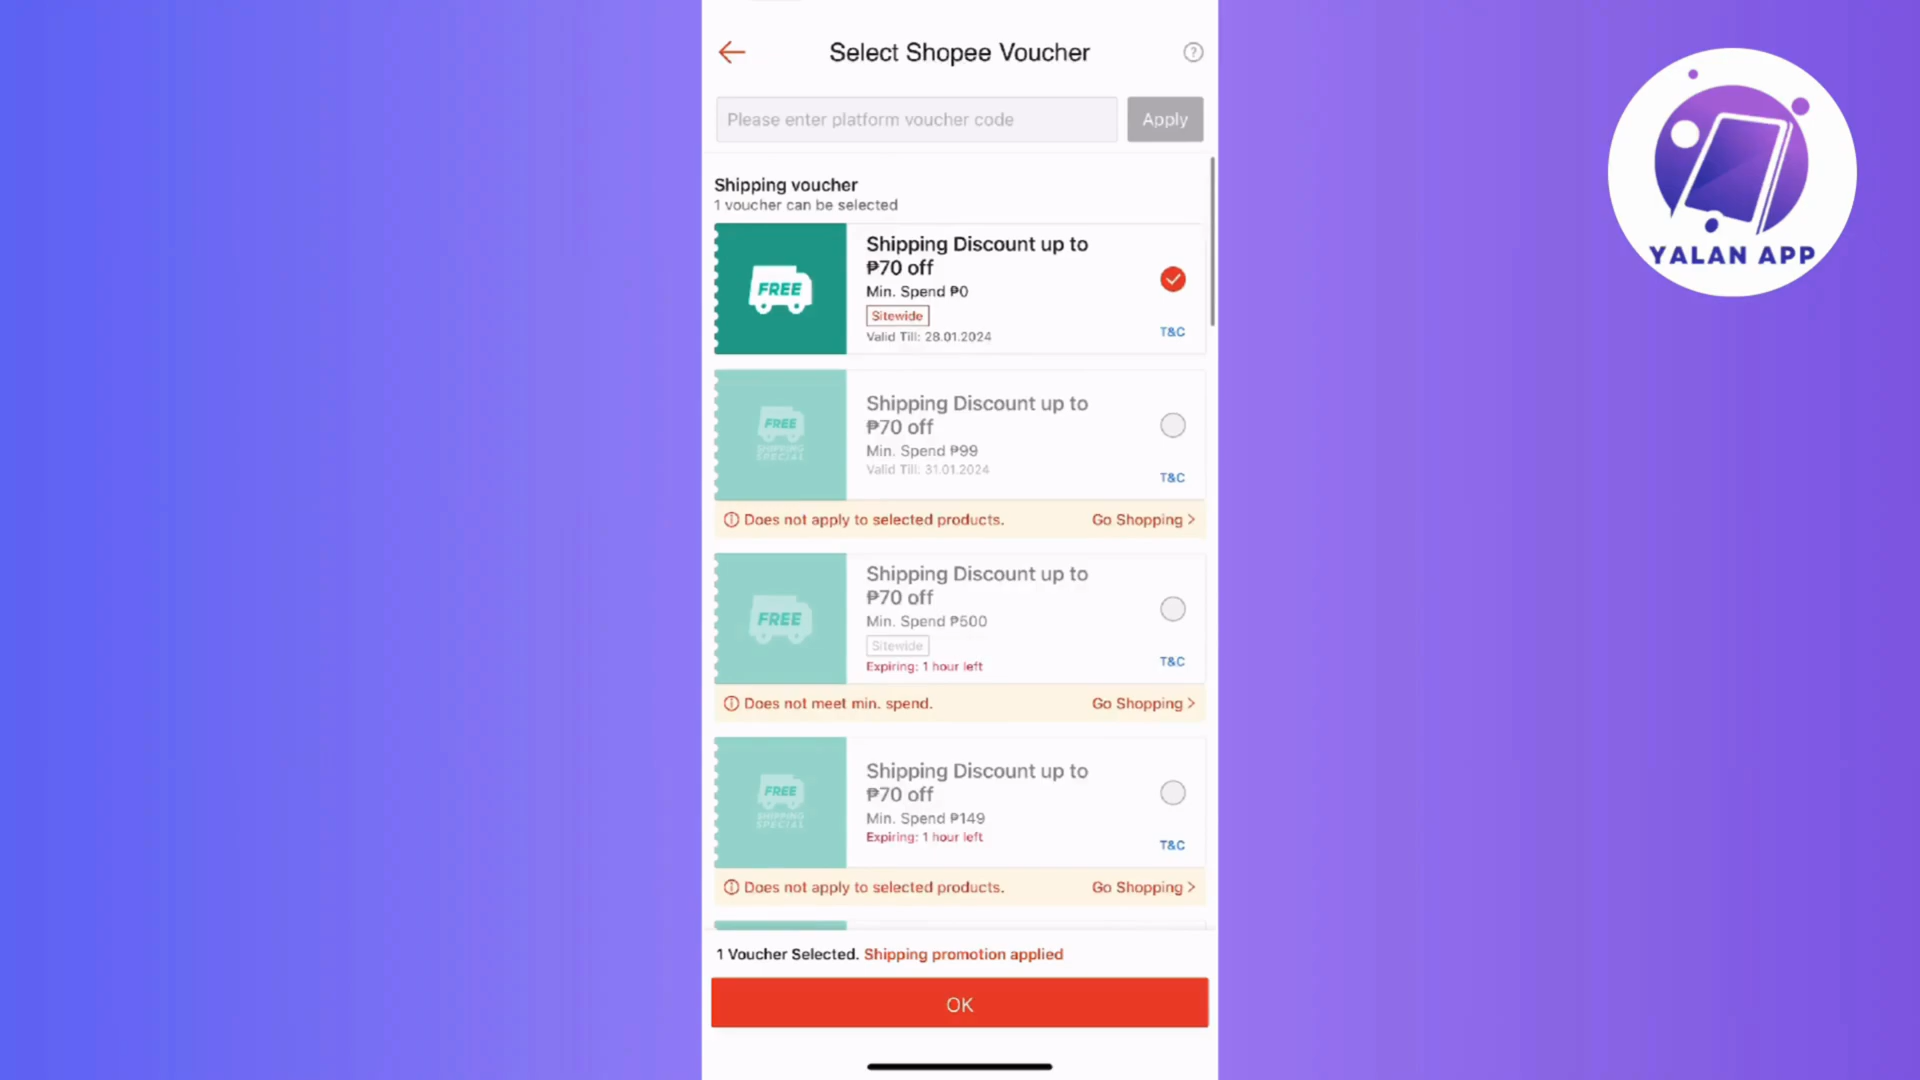 Select Shopee Voucher
?
Please enter platform voucher code
Apply
Shipping voucher
1 voucher can be selected
FREE
Shipping Discount up to
₱70 off
Min. Spend ₱0
Sitewide
Valid Till: 28.01.2024
T&C
FREE
SHIPPING
SPECIAL
Shipping Discount up to
₱70 off
Min. Spend ₱99
Valid Till: 31.01.2024
T&C
Does not apply to selected products.
Go Shopping >
FREE
Shipping Discount up to
₱70 off
Min. Spend ₱500
Sitewide
Expiring: 1 hour left
T&C
Does not meet min. spend.
Go Shopping >
FREE
SHIPPING
SPECIAL
Shipping Discount up to
₱70 off
Min. Spend ₱149
Expiring: 1 hour left
T&C
Does not apply to selected products.
Go Shopping >
1 Voucher Selected. Shipping promotion applied
OK
YALAN APP